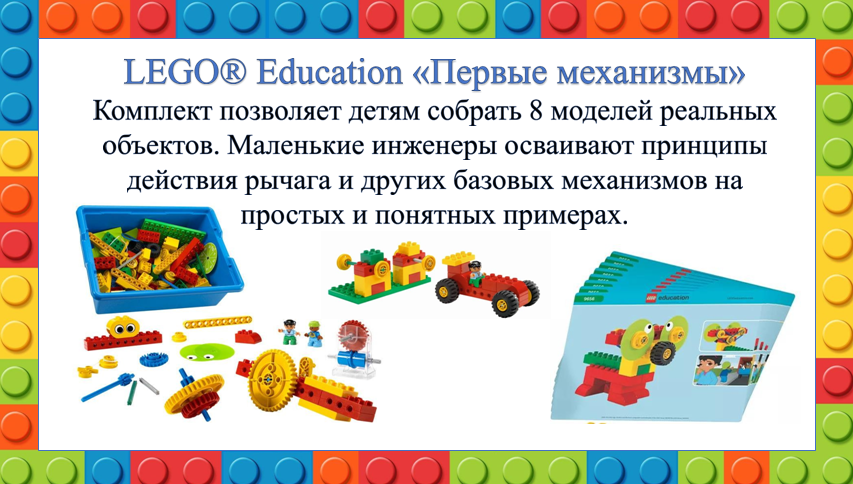 LEGO® Education «Первые механизмы»
Комплект позволяет детям собрать 8 моделей реальных
объектов. Маленькие инженеры осваивают принципы
действия рычага и других базовых механизмов на
простых и понятных примерах.
education
9656